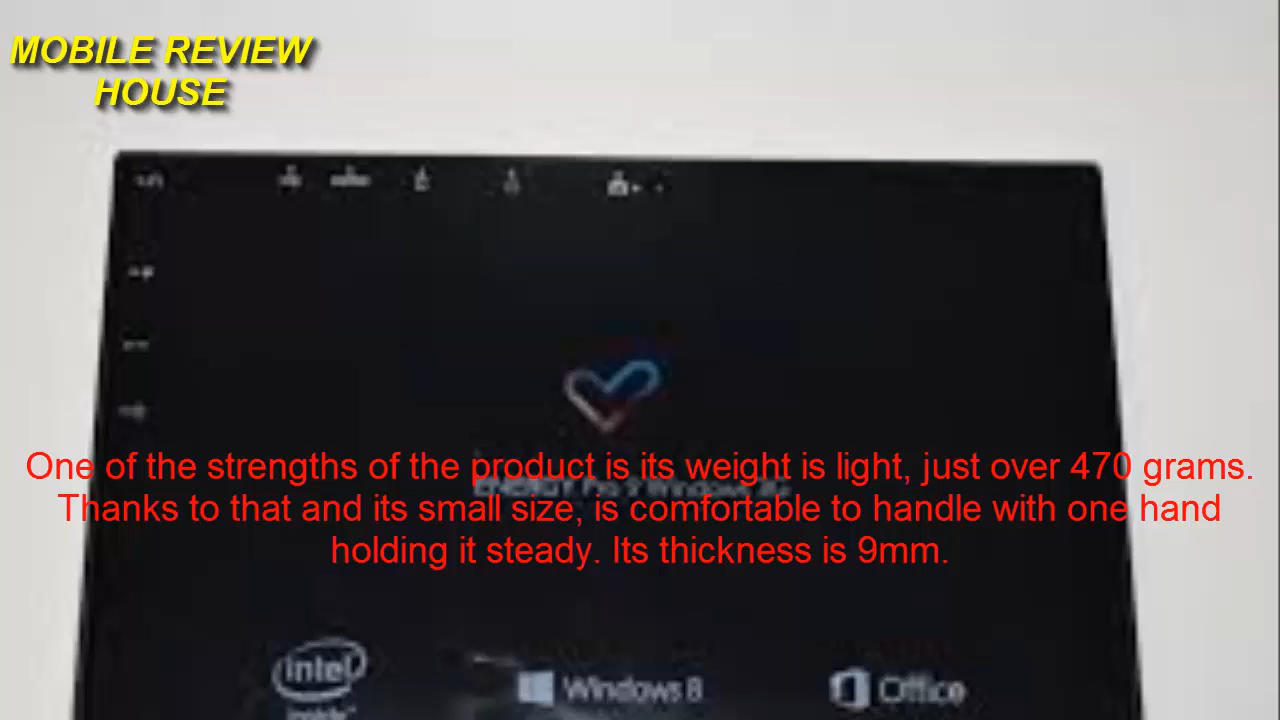 MOBILE REVIEW
HOUSE
One of the strengths of the product is its weight is light, just over 470 grams.
Thanks to that and its small size, is comfortable to handle with one hand
holding it steady. Its thickness is 9mm.
intel
inside™
Windows 8
Office